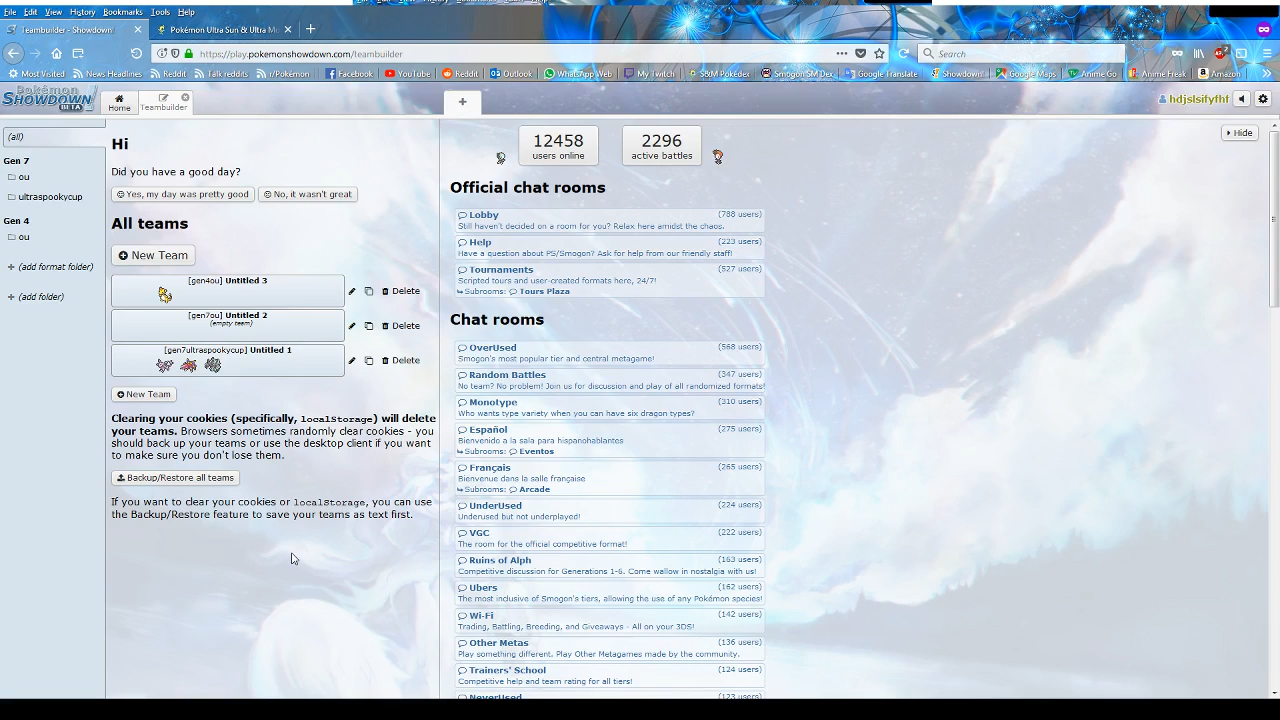 File Edit View History Bookmarks Tools Help
Teambuilder - Showdown!
Pokémon Ultra Sun & Ultra Mo
https://play.pokemonshowdown.com/teambuilder
Search
Most Visited News Headlines Reddit Talk reddits r/Pokémon Facebook YouTube Reddit Outlook WhatsApp Web My Twitch S&M Pokédex Smogon SM Dex Google Translate Showdown! Google Maps Anime Go Anime Freak Amazon
Pokémon
SHOWDOWN!
BETA
Home
Teambuilder
hdjslsifyfht
(all)
Gen 7
ou
ultraspookycup
Gen 4
ou
(add format folder)
(add folder)
Hi
Did you have a good day?
Yes, my day was pretty good
No, it wasn't great
All teams
New Team
[gen4ou] Untitled 3
Delete
[gen7ou] Untitled 2
(empty team)
Delete
[gen7ultraspookycup] Untitled 1
Delete
New Team
Clearing your cookies (specifically, localStorage) will delete
your teams. Browsers sometimes randomly clear cookies - you
should back up your teams or use the desktop client if you want
to make sure you don't lose them.
Backup/Restore all teams
If you want to clear your cookies or localStorage, you can use
the Backup/Restore feature to save your teams as text first.
12458
users online
2296
active battles
Hide
Official chat rooms
Lobby (788 users)
Still haven't decided on a room for you? Relax here amidst the chaos.
Help (223 users)
Have a question about PS/Smogon? Ask for help from our friendly staff!
Tournaments (527 users)
Scripted tours and user-created formats here, 24/7!
Subrooms: Tours Plaza
Chat rooms
OverUsed (568 users)
Smogon's most popular tier and central metagame!
Random Battles (347 users)
No team? No problem! Join us for discussion and play of all randomized formats!
Monotype (310 users)
Who wants type variety when you can have six dragon types?
Español (275 users)
Bienvenido a la sala para hispanohablantes
Subrooms: Eventos
Français (265 users)
Bienvenue dans la salle française
Subrooms: Arcade
UnderUsed (224 users)
Underused but not underplayed!
VGC (222 users)
The room for the official competitive format!
Ruins of Alph (163 users)
Competitive discussion for Generations 1-6. Come wallow in nostalgia with us!
Ubers (162 users)
The most inclusive of Smogon's tiers, allowing the use of any Pokémon species!
Wi-Fi (142 users)
Trading, Battling, Breeding, and Giveaways - All on your 3DS!
Other Metas (136 users)
Play something different. Play Other Metagames made by the community.
Trainers' School (124 users)
Competitive help and team rating for all tiers!
NeverUsed (123 users)